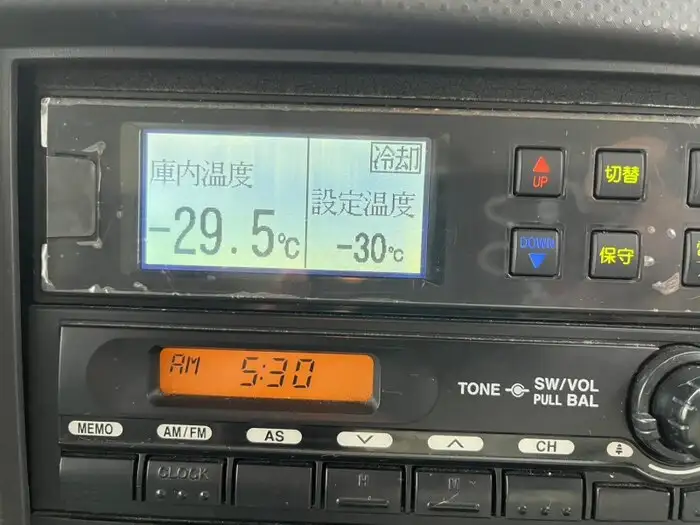 冷却
庫内温度
設定温度
-29.5℃
-30℃
UP
切替
DOWN
保守
AM 5:30
TONE
SW/VOL
PULL BAL
MEMO
AM/FM
AS
CH
CLOCK
H
M